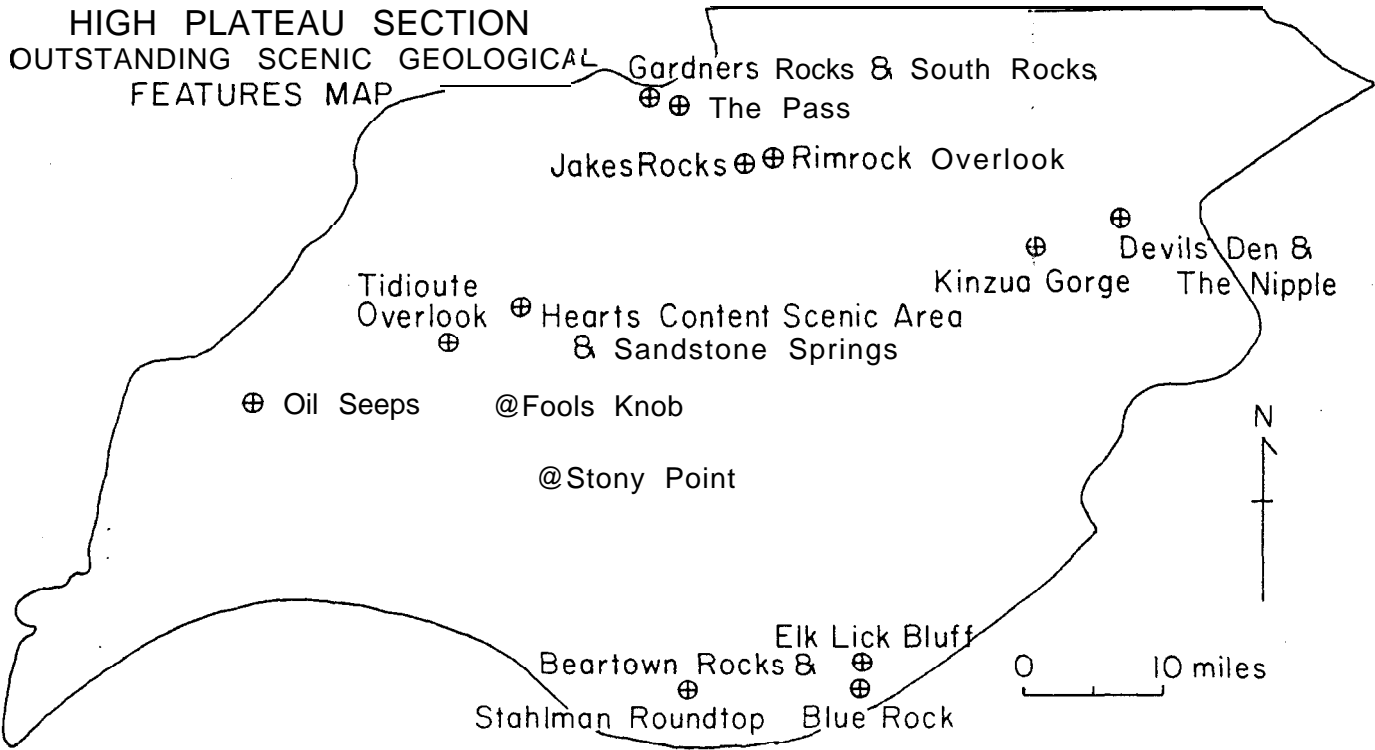 HIGH PLATEAU SECTION
OUTSTANDING SCENIC GEOLOGICAL
FEATURES MAP
Gardners Rocks & South Rocks
The Pass
Jakes Rocks
Rimrock Overlook
Devils Den &
The Nipple
Kinzua Gorge
Tidioute
Overlook
Hearts Content Scenic Area
& Sandstone Springs
Oil Seeps
@Fools Knob
@Stony Point
N
Elk Lick Bluff
Beartown Rocks &
Stahlman Roundtop
Blue Rock
0 10 miles